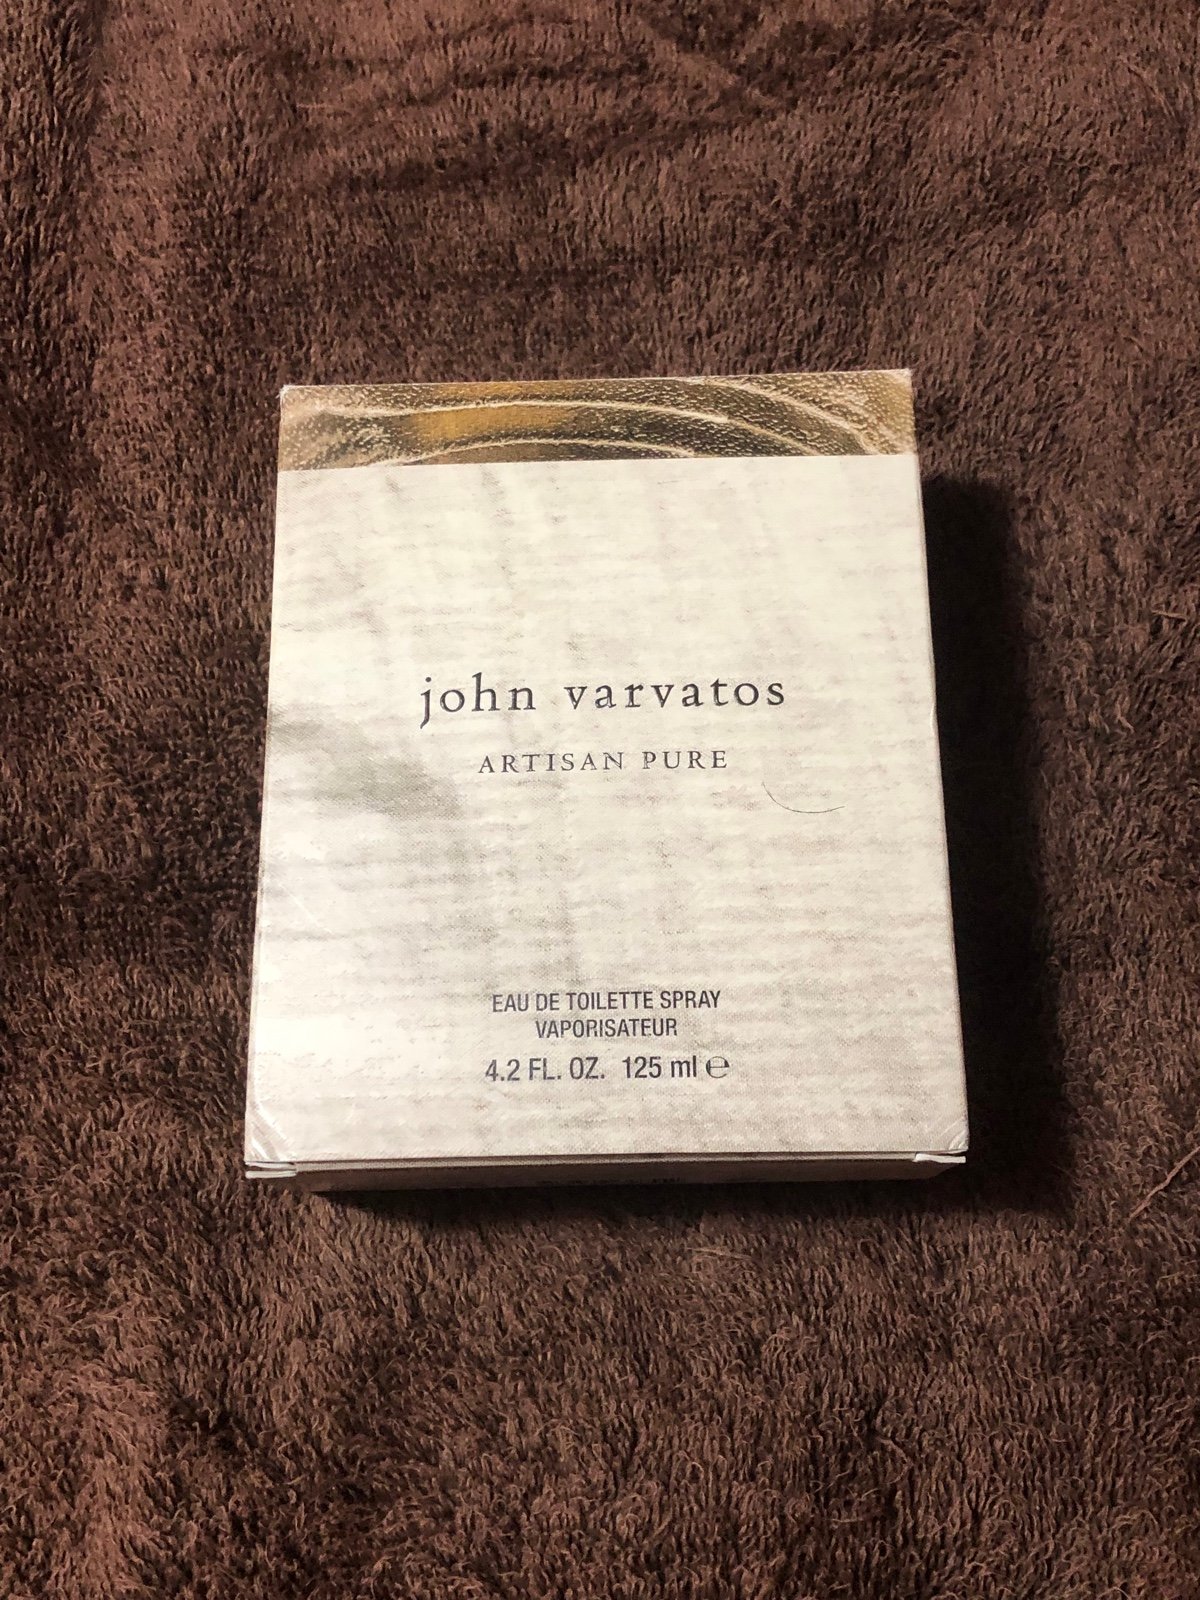 john varvatos
ARTISAN PURE
EAU DE TOILETTE SPRAY
VAPORISATEUR
4.2 FL. OZ. 125 ml ℮